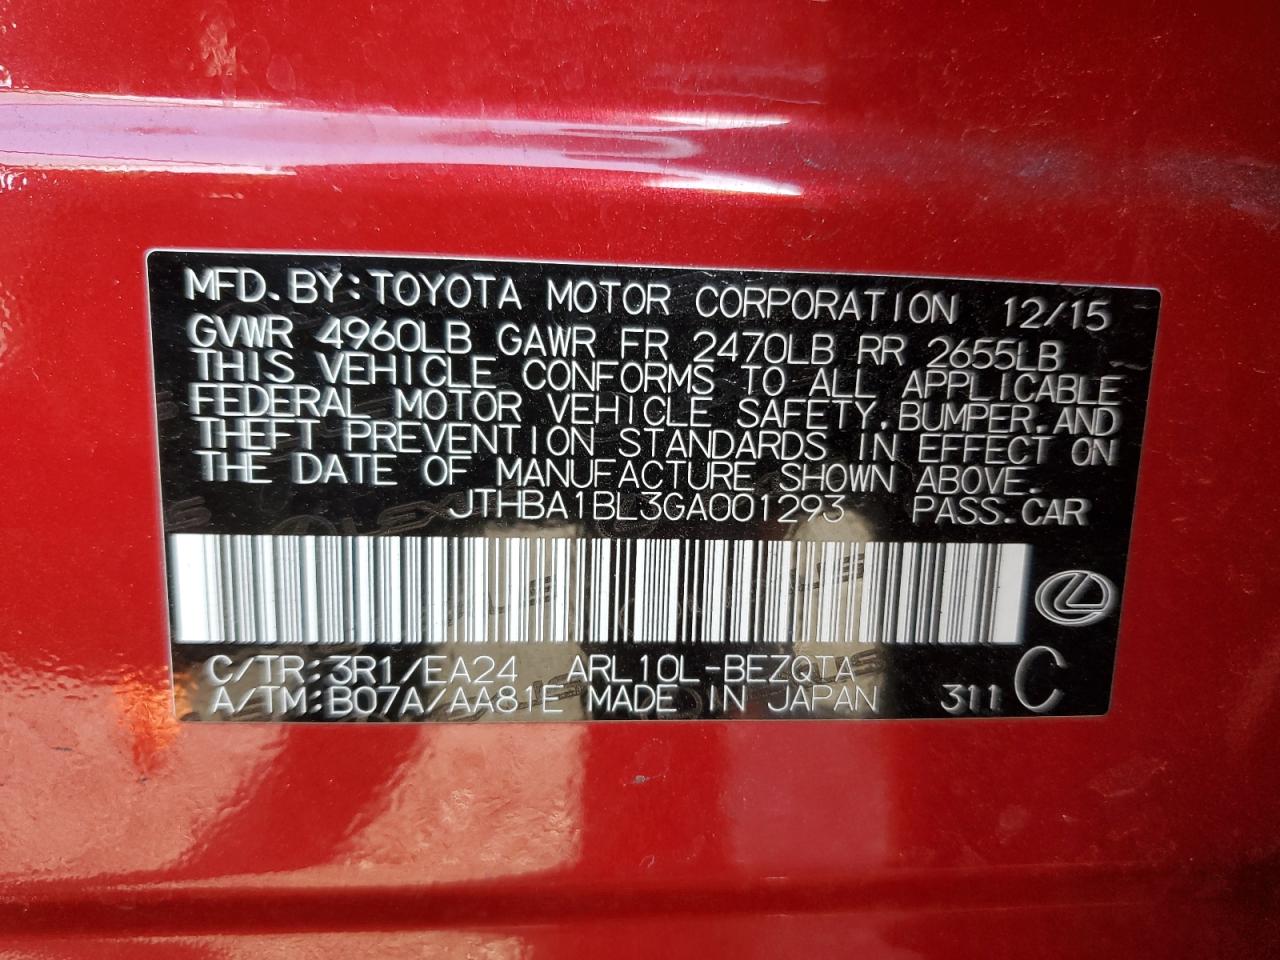 MFD. BY: TOYOTA MOTOR CORPORATION 12/15
GVWR 4960LB GAWR FR 2470LB RR 2655LB
THIS VEHICLE CONFORMS TO ALL APPLICABLE
FEDERAL MOTOR VEHICLE SAFETY, BUMPER, AND
THEFT PREVENTION STANDARDS IN EFFECT ON
THE DATE OF MANUFACTURE SHOWN ABOVE.
JTHBA1BL3GA001293 PASS. CAR
C/TR: 3R1/EA24 ARL10L-BEZQTA
A/TM: B07A/AA81E MADE IN JAPAN 311 C